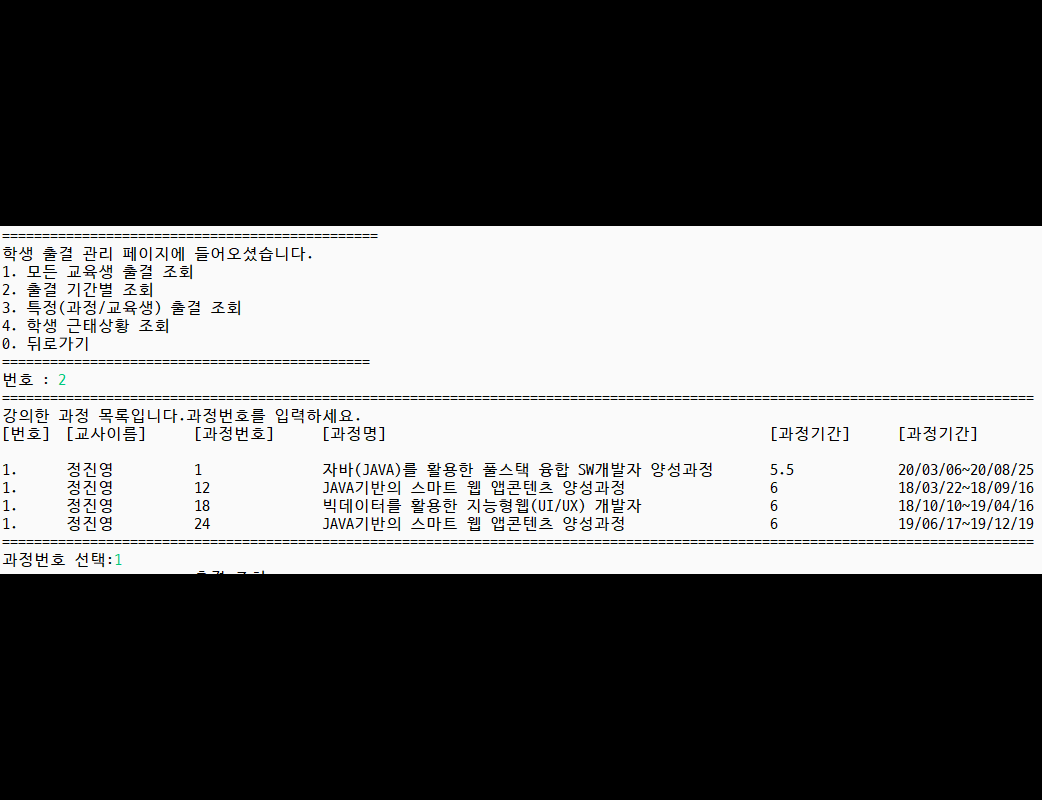 ===============================================
학생 출결 관리 페이지에 들어오셨습니다.
1. 모든 교육생 출결 조회
2. 출결 기간별 조회
3. 특정(과정/교육생) 출결 조회
4. 학생 근태상황 조회
0. 뒤로가기
==============================================
번호 : 2
=================================================================================================================================
강의한 과정 목록입니다.과정번호를 입력하세요.
[번호] [교사이름] [과정번호] [과정명] [과정기간] [과정기간]
1. 정진영 1 자바(JAVA)를 활용한 풀스택 융합 SW개발자 양성과정 5.5 20/03/06~20/08/25
1. 정진영 12 JAVA기반의 스마트 웹 앱콘텐츠 양성과정 6 18/03/22~18/09/16
1. 정진영 18 빅데이터를 활용한 지능형웹(UI/UX) 개발자 6 18/10/10~19/04/16
1. 정진영 24 JAVA기반의 스마트 웹 앱콘텐츠 양성과정 6 19/06/17~19/12/19
=================================================================================================================================
과정번호 선택:1